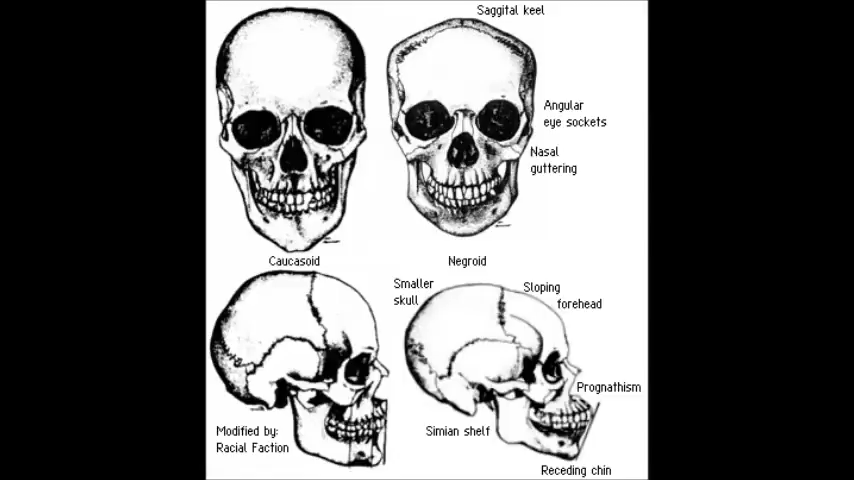 Saggital keel
Angular
eye sockets
Nasal
guttering
Caucasoid
Negroid
Smaller
skull
Sloping
forehead
Prognathism
Modified by:
Racial Faction
Simian shelf
Receding chin